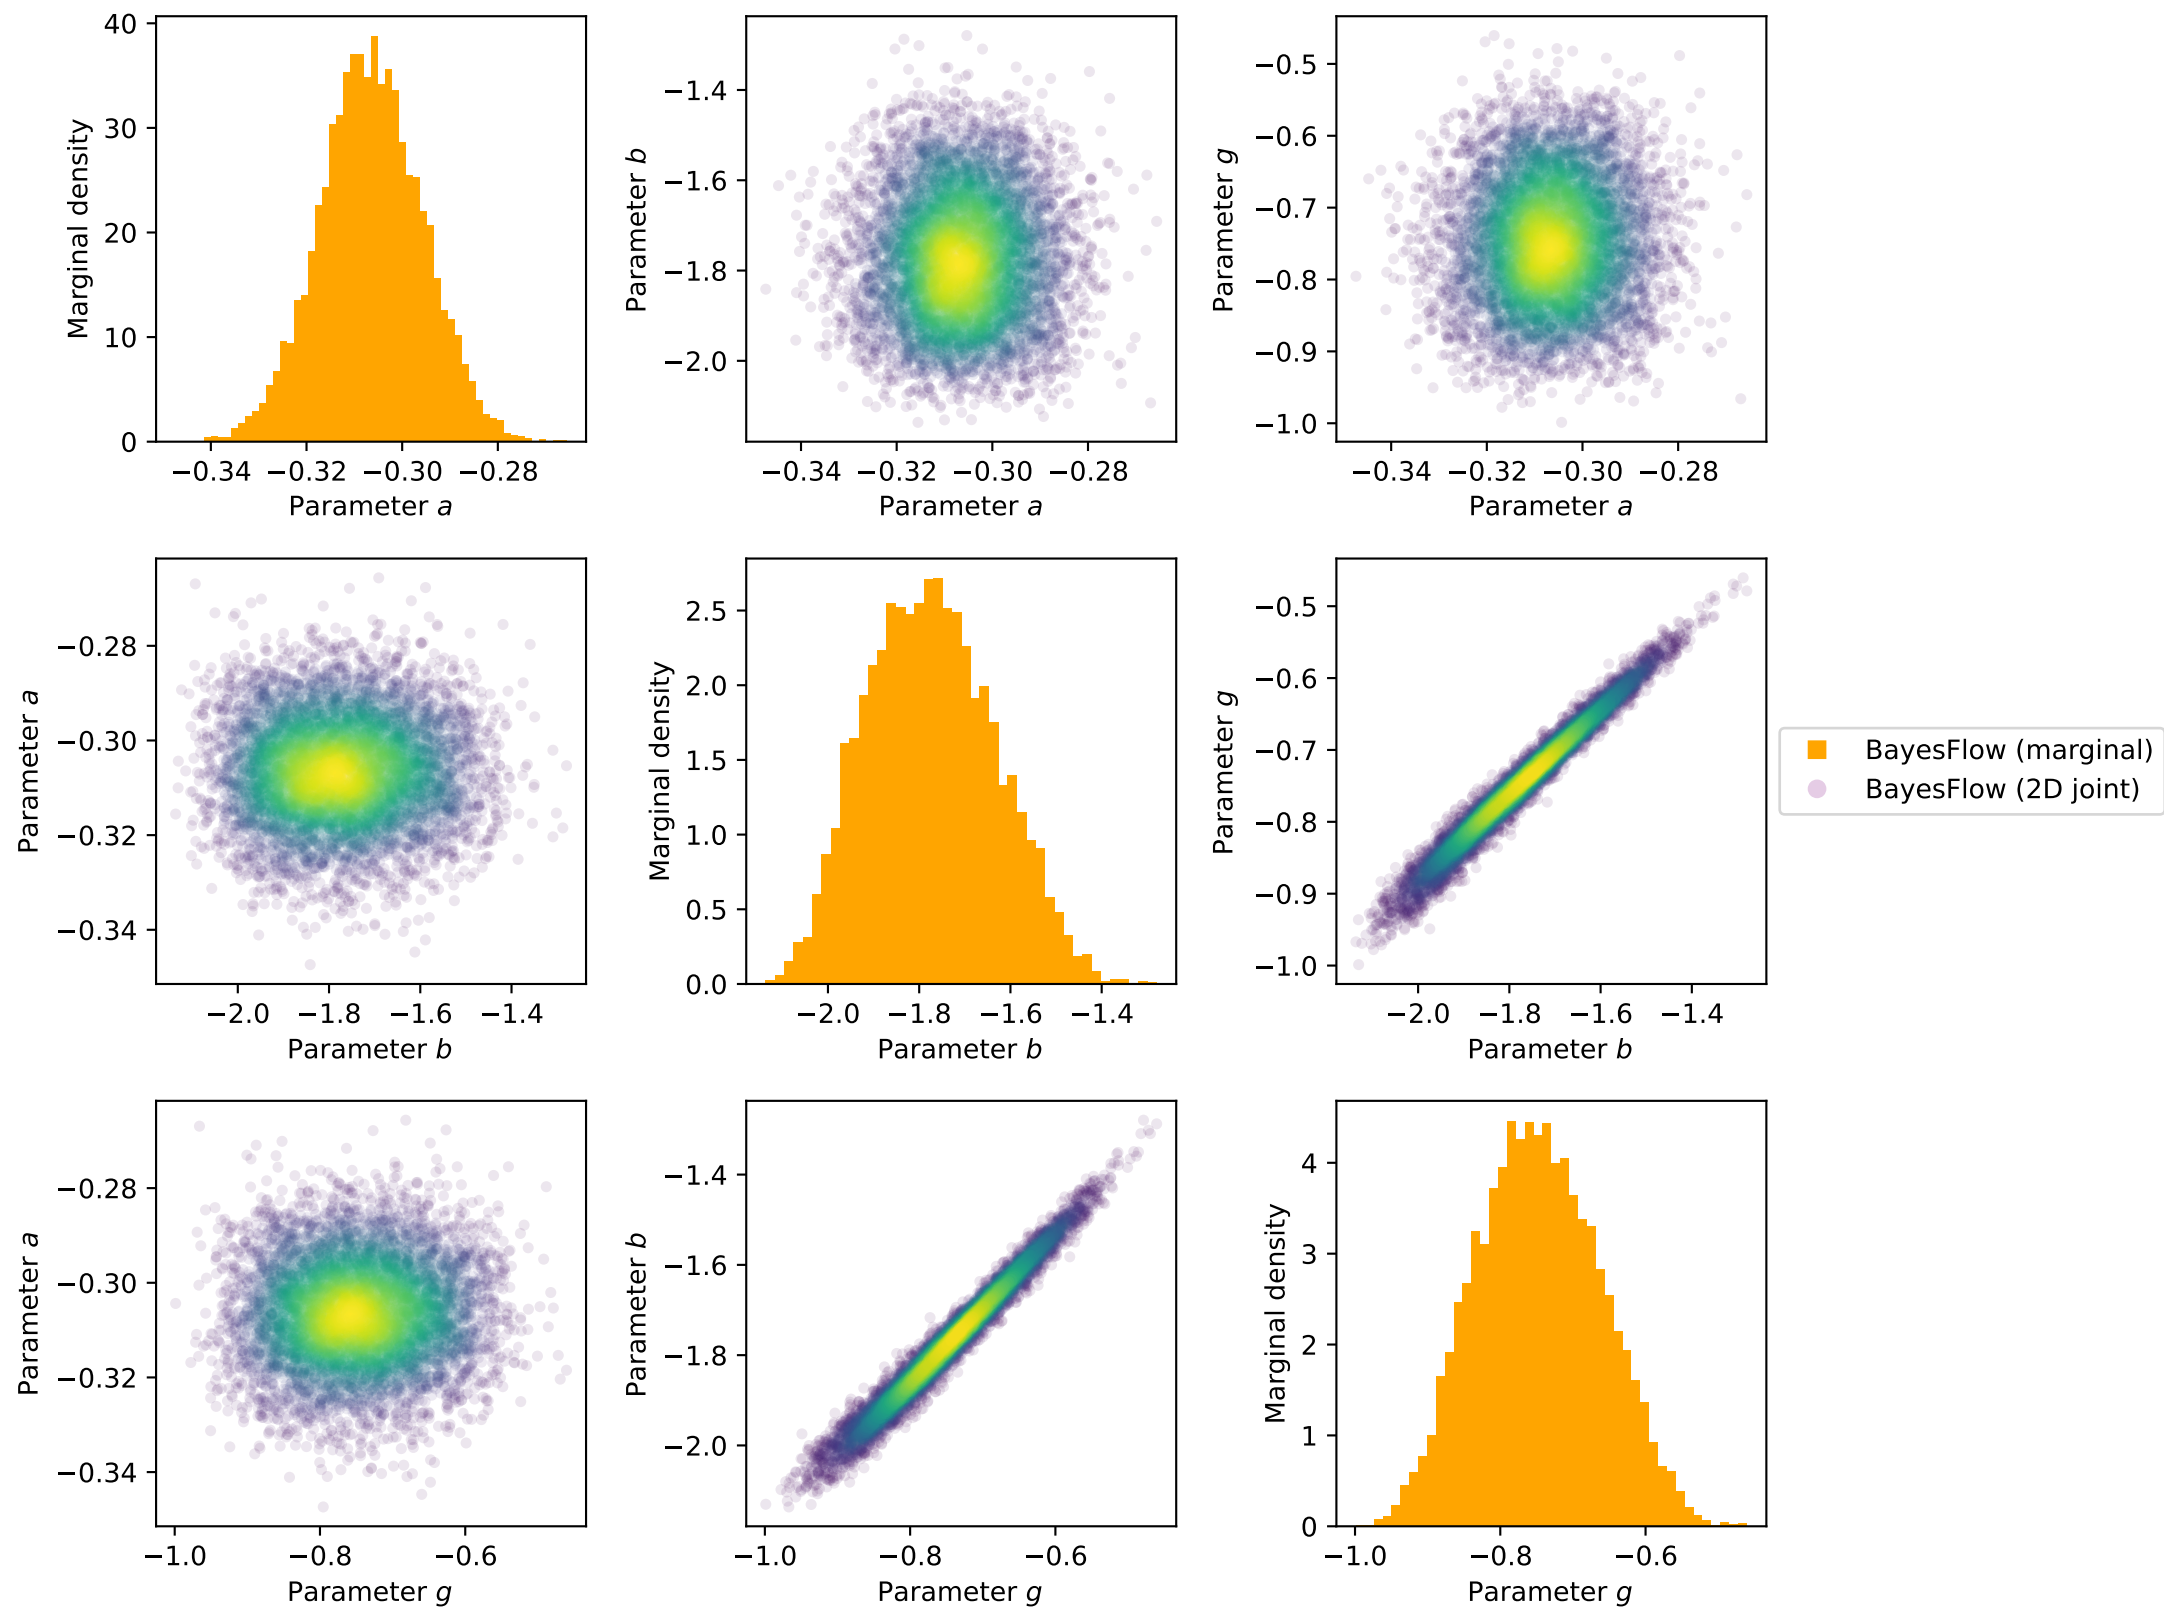 40
30
20
10
0
Marginal density
−0.34 −0.32 −0.30 −0.28
Parameter a
−1.4
−1.6
−1.8
−2.0
Parameter b
−0.34 −0.32 −0.30 −0.28
Parameter a
−0.5
−0.6
−0.7
−0.8
−0.9
−1.0
Parameter g
−0.34 −0.32 −0.30 −0.28
Parameter a
−0.28
−0.30
−0.32
−0.34
Parameter a
−2.0 −1.8 −1.6 −1.4
Parameter b
2.5
2.0
1.5
1.0
0.5
0.0
Marginal density
−2.0 −1.8 −1.6 −1.4
Parameter b
−0.5
−0.6
−0.7
−0.8
−0.9
−1.0
Parameter g
−2.0 −1.8 −1.6 −1.4
Parameter b
BayesFlow (marginal)
BayesFlow (2D joint)
−0.28
−0.30
−0.32
−0.34
Parameter a
−1.0 −0.8 −0.6
Parameter g
−1.4
−1.6
−1.8
−2.0
Parameter b
−1.0 −0.8 −0.6
Parameter g
4
3
2
1
0
Marginal density
−1.0 −0.8 −0.6
Parameter g